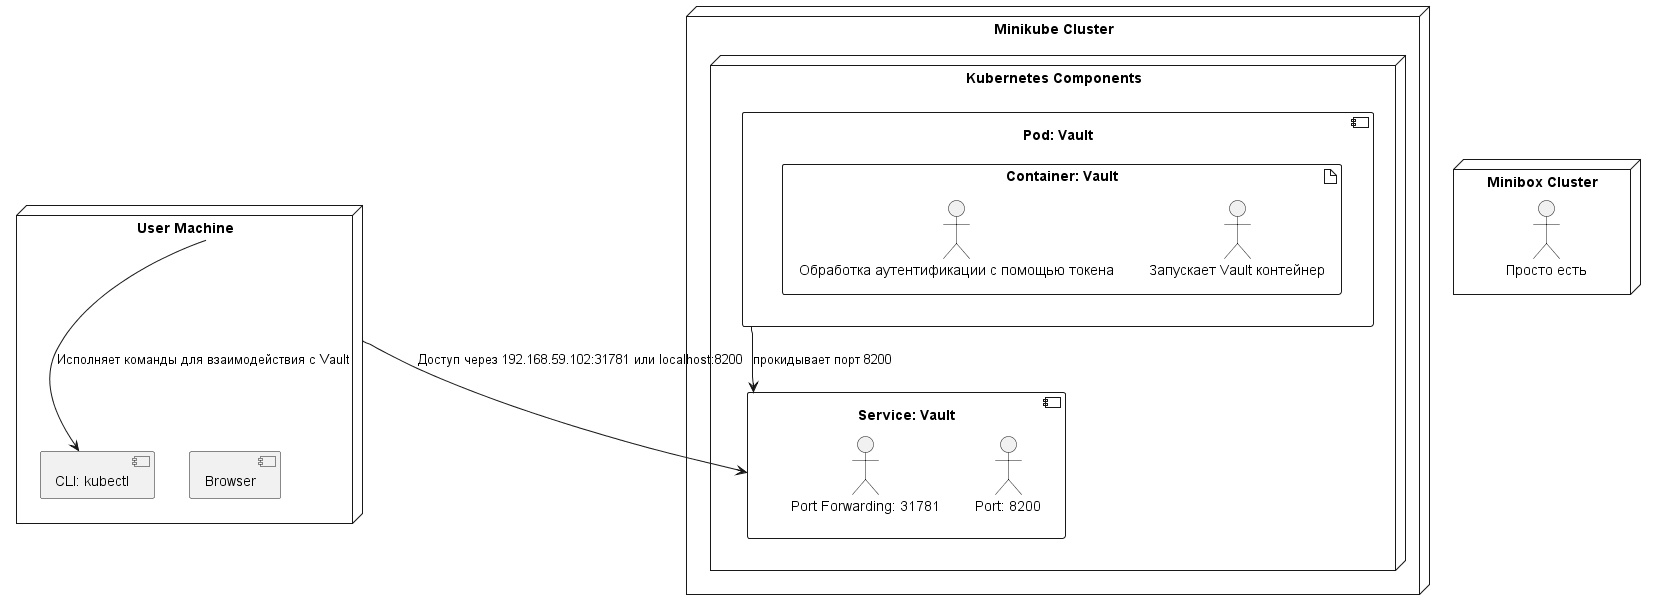 Minikube Cluster
Kubernetes Components
Pod: Vault
Container: Vault
Обработка аутентификации с помощью токена
Запускает Vault контейнер
Minibox Cluster
Просто есть
User Machine
Исполняет команды для взаимодействия с Vault
Доступ через 192.168.59.102:31781 или localhost:8200
прокидывает порт 8200
Service: Vault
Port Forwarding: 31781
Port: 8200
CLI: kubectl
Browser